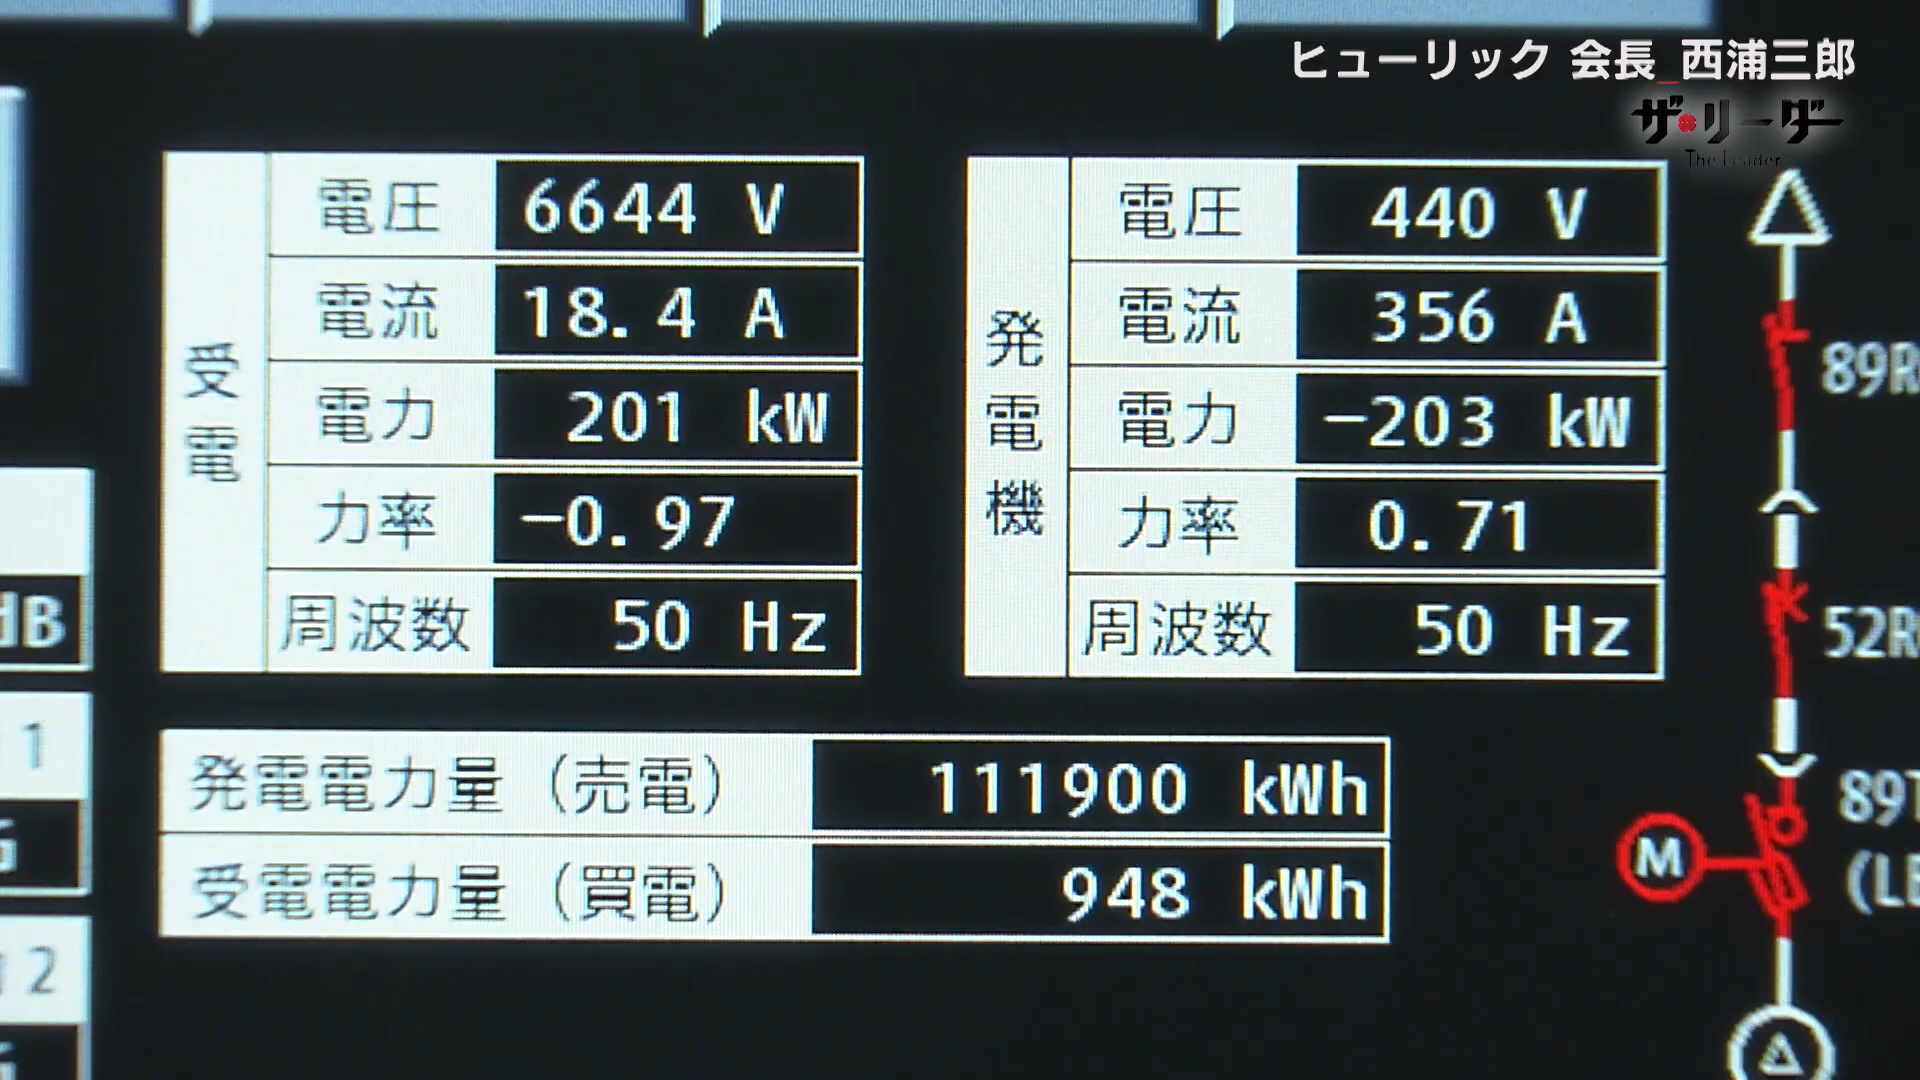 ヒューリック 会長_西浦三郎
ザ・リーダー
The Leader
受電
電圧 6644 V
電流 18.4 A
電力 201 kW
力率 -0.97
周波数 50 Hz
発電機
電圧 440 V
電流 356 A
電力 -203 kW
力率 0.71
周波数 50 Hz
発電電力量（売電） 111900 kWh
受電電力量（買電） 948 kWh
dB
1
2
89R
52R
M